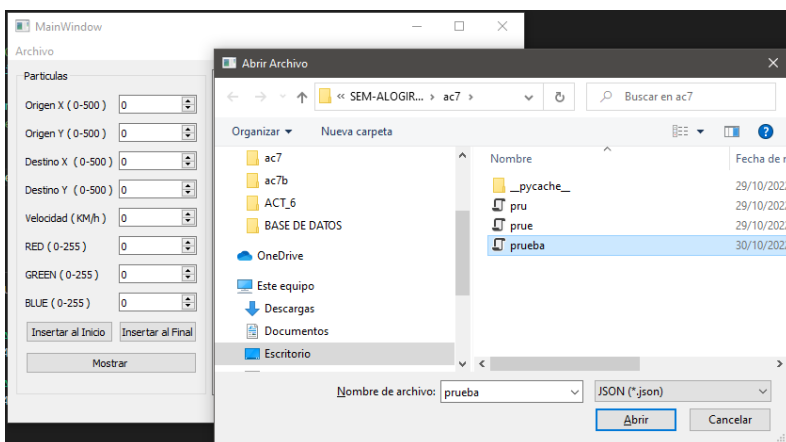 MainWindow
Archivo
Particulas
Origen X ( 0-500 ) 0
Origen Y ( 0-500 ) 0
Destino X ( 0-500 ) 0
Destino Y ( 0-500 ) 0
Velocidad ( KM/h ) 0
RED ( 0-255 ) 0
GREEN ( 0-255 ) 0
BLUE ( 0-255 ) 0
Insertar al Inicio Insertar al Final
Mostrar
Abrir Archivo
« SEM-ALOGIR... › ac7 › Buscar en ac7
Organizar Nueva carpeta
ac7
ac7b
ACT_6
BASE DE DATOS
OneDrive
Este equipo
Descargas
Documentos
Escritorio
Nombre Fecha de
__pycache__ 29/10/202
pru 29/10/202
prue 29/10/202
prueba 30/10/202
Nombre de archivo: prueba JSON (*.json)
Abrir Cancelar